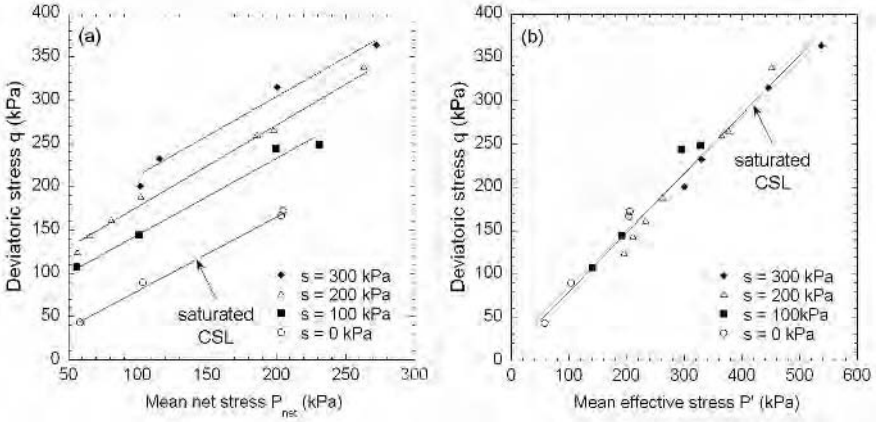 (a)
400
350
300
250
200
150
100
50
0
Deviatoric stress q (kPa)
saturated
CSL
s = 300 kPa
s = 200 kPa
s = 100 kPa
s = 0 kPa
50
100
150
200
250
300
Mean net stress Pnet (kPa)
(b)
400
350
300
250
200
150
100
50
0
Deviatoric stress q (kPa)
saturated
CSL
s = 300 kPa
s = 200 kPa
s = 100kPa
s = 0 kPa
0
100
200
300
400
500
600
Mean effective stress P' (kPa)